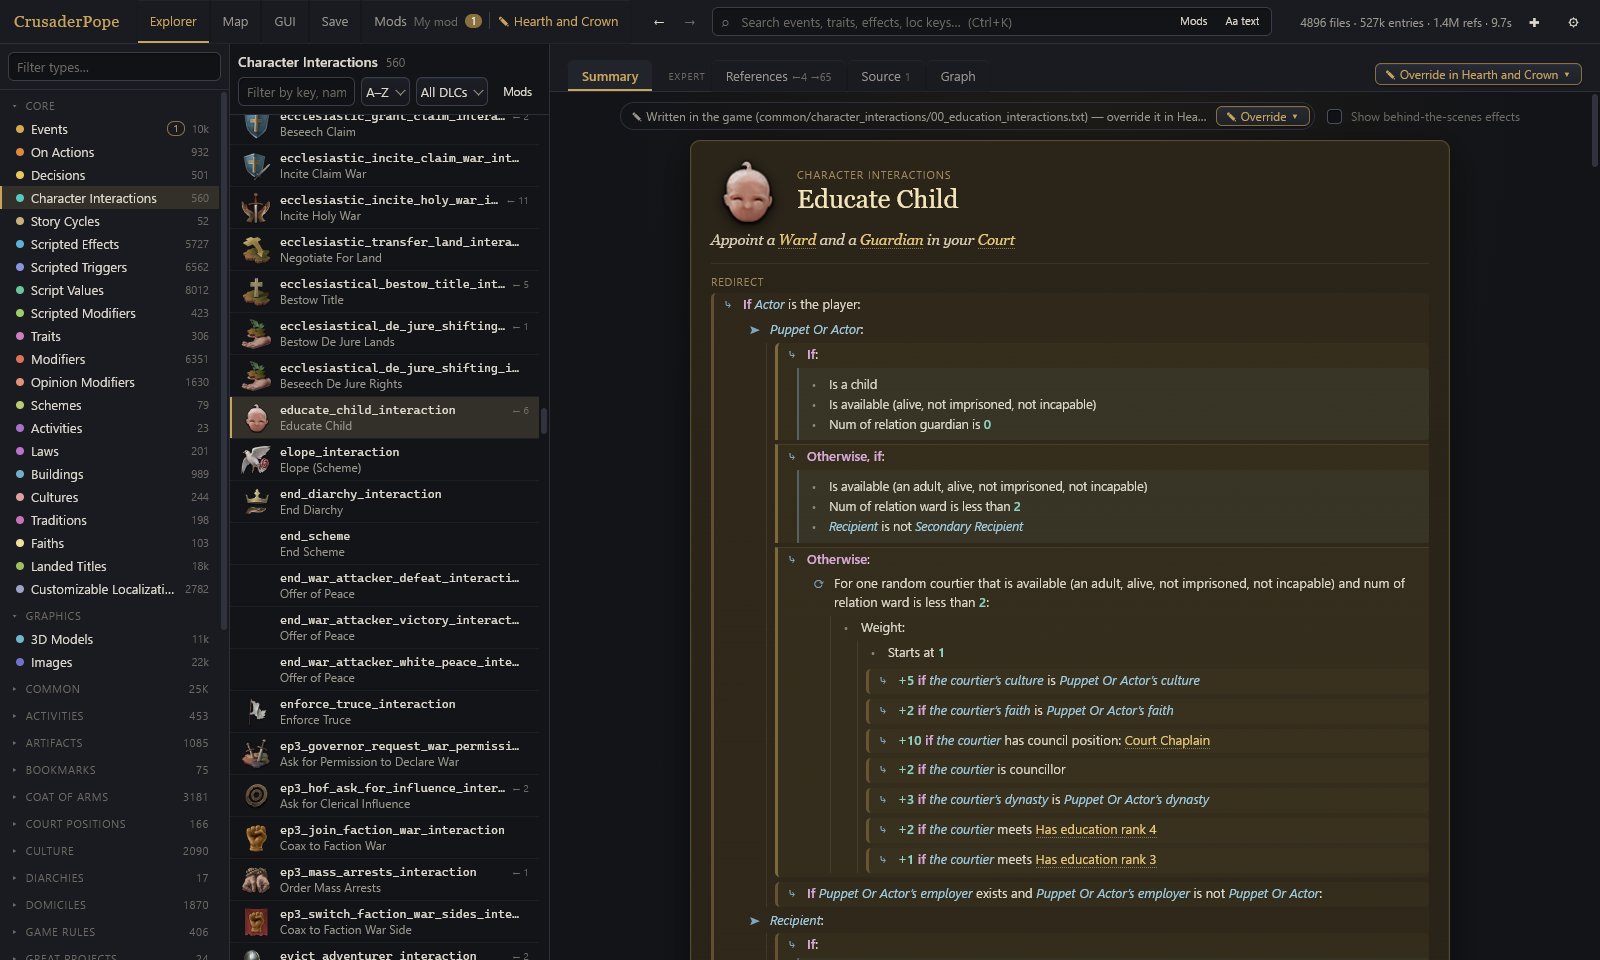 CrusaderPope
Explorer
Map
GUI
Save
Mods My mod 1
Hearth and Crown
← →
Search events, traits, effects, loc keys... (Ctrl+K)
Mods
Aa text
4896 files · 527k entries · 1.4M refs · 9.7s
Filter types...
CORE
Events 1 10k
On Actions 932
Decisions 501
Character Interactions 560
Story Cycles 52
Scripted Effects 5727
Scripted Triggers 6562
Script Values 8012
Scripted Modifiers 423
Traits 306
Modifiers 6351
Opinion Modifiers 1630
Schemes 79
Activities 23
Laws 201
Buildings 989
Cultures 244
Traditions 198
Faiths 103
Landed Titles 18k
Customizable Localizati... 2782
GRAPHICS
3D Models 11k
Images 22k
COMMON 25K
ACTIVITIES 453
ARTIFACTS 1085
BOOKMARKS 75
COAT OF ARMS 3181
COURT POSITIONS 166
CULTURE 2090
DIARCHIES 17
DOMICILES 1870
GAME RULES 406
GREAT PROJECTS 24
Character Interactions 560
Filter by key, nam
A–Z
All DLCs
Mods
ecclesiastic_grant_claim_intera... ← 2
Beseech Claim
ecclesiastic_incite_claim_war_int...
Incite Claim War
ecclesiastic_incite_holy_war_i... ← 11
Incite Holy War
ecclesiastic_transfer_land_intera...
Negotiate For Land
ecclesiastical_bestow_title_int... ← 5
Bestow Title
ecclesiastical_de_jure_shifting... ← 1
Bestow De Jure Lands
ecclesiastical_de_jure_shifting_i...
Beseech De Jure Rights
educate_child_interaction ← 6
Educate Child
elope_interaction
Elope (Scheme)
end_diarchy_interaction
End Diarchy
end_scheme
End Scheme
end_war_attacker_defeat_interacti...
Offer of Peace
end_war_attacker_victory_interact...
Offer of Peace
end_war_attacker_white_peace_inte...
Offer of Peace
enforce_truce_interaction
Enforce Truce
ep3_governor_request_war_permissi...
Ask for Permission to Declare War
ep3_hof_ask_for_influence_inter... ← 2
Ask for Clerical Influence
ep3_join_faction_war_interaction
Coax to Faction War
ep3_mass_arrests_interaction ← 1
Order Mass Arrests
ep3_switch_faction_war_sides_inte...
Coax to Faction War Side
evict_adventurer_interaction ← 2
Summary
EXPERT
References ←4 →65
Source 1
Graph
Override in Hearth and Crown ▾
Written in the game (common/character_interactions/00_education_interactions.txt) — override it in Hea...
Override ▾
Show behind-the-scenes effects
CHARACTER INTERACTIONS
Educate Child
Appoint a Ward and a Guardian in your Court
REDIRECT
If Actor is the player:
Puppet Or Actor:
If:
Is a child
Is available (alive, not imprisoned, not incapable)
Num of relation guardian is 0
Otherwise, if:
Is available (an adult, alive, not imprisoned, not incapable)
Num of relation ward is less than 2
Recipient is not Secondary Recipient
Otherwise:
For one random courtier that is available (an adult, alive, not imprisoned, not incapable) and num of
relation ward is less than 2:
Weight:
Starts at 1
+5 if the courtier's culture is Puppet Or Actor's culture
+2 if the courtier's faith is Puppet Or Actor's faith
+10 if the courtier has council position: Court Chaplain
+2 if the courtier is councillor
+3 if the courtier's dynasty is Puppet Or Actor's dynasty
+2 if the courtier meets Has education rank 4
+1 if the courtier meets Has education rank 3
If Puppet Or Actor's employer exists and Puppet Or Actor's employer is not Puppet Or Actor:
Recipient:
If: